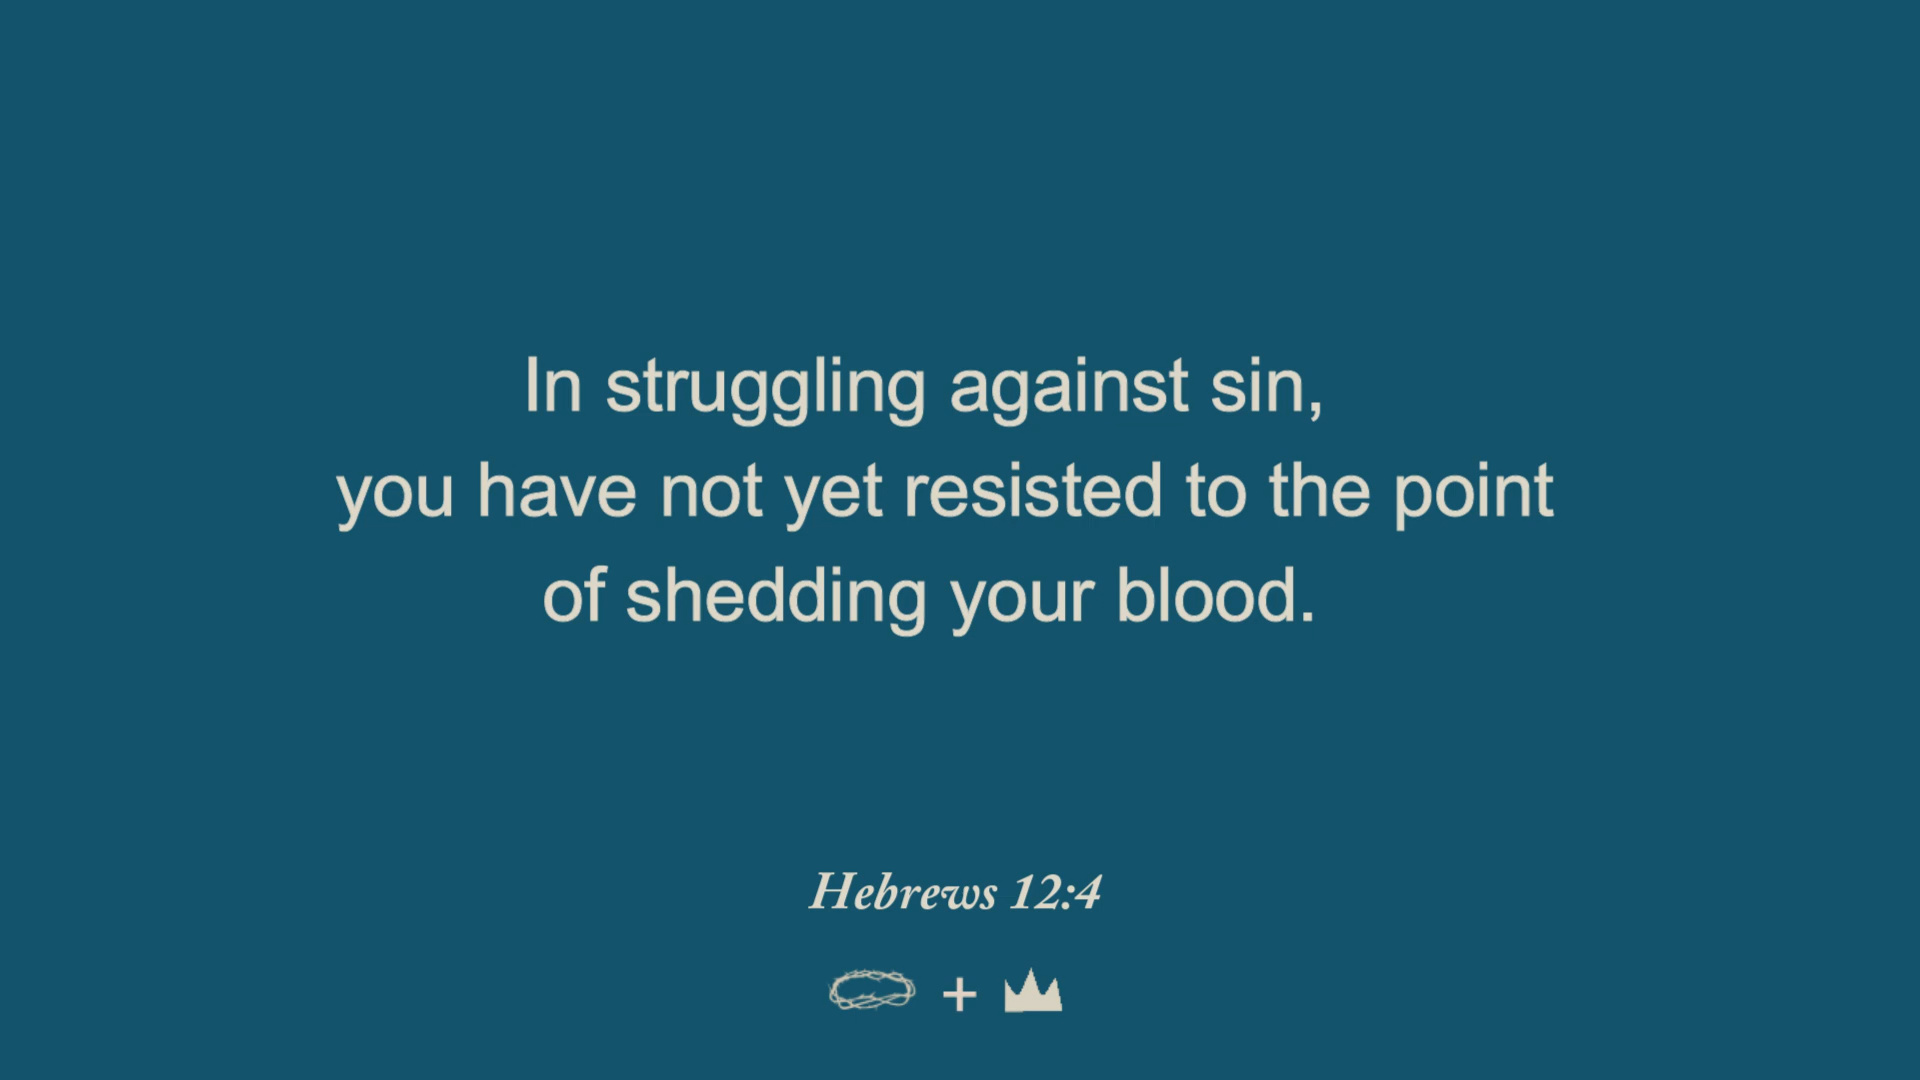 In struggling against sin,
you have not yet resisted to the point
of shedding your blood.
Hebrews 12:4
+